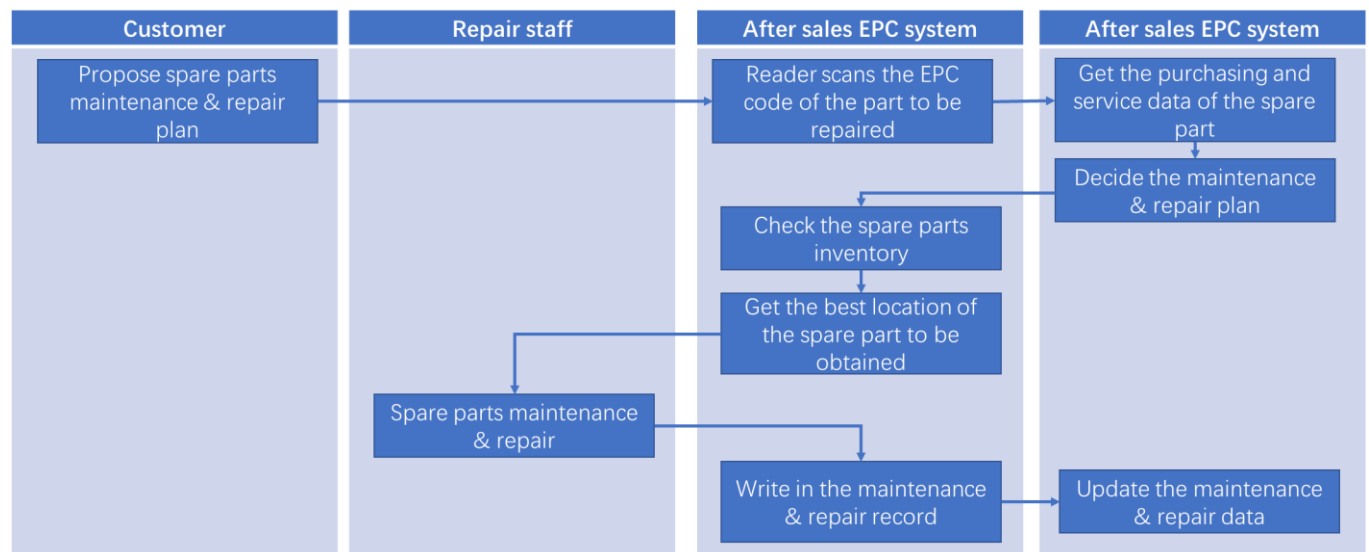 Customer
Repair staff
After sales EPC system
After sales EPC system
Propose spare parts
maintenance & repair
plan
Reader scans the EPC
code of the part to be
repaired
Get the purchasing and
service data of the spare
part
Decide the maintenance
& repair plan
Check the spare parts
inventory
Get the best location of
the spare part to be
obtained
Spare parts maintenance
& repair
Write in the maintenance
& repair record
Update the maintenance
& repair data